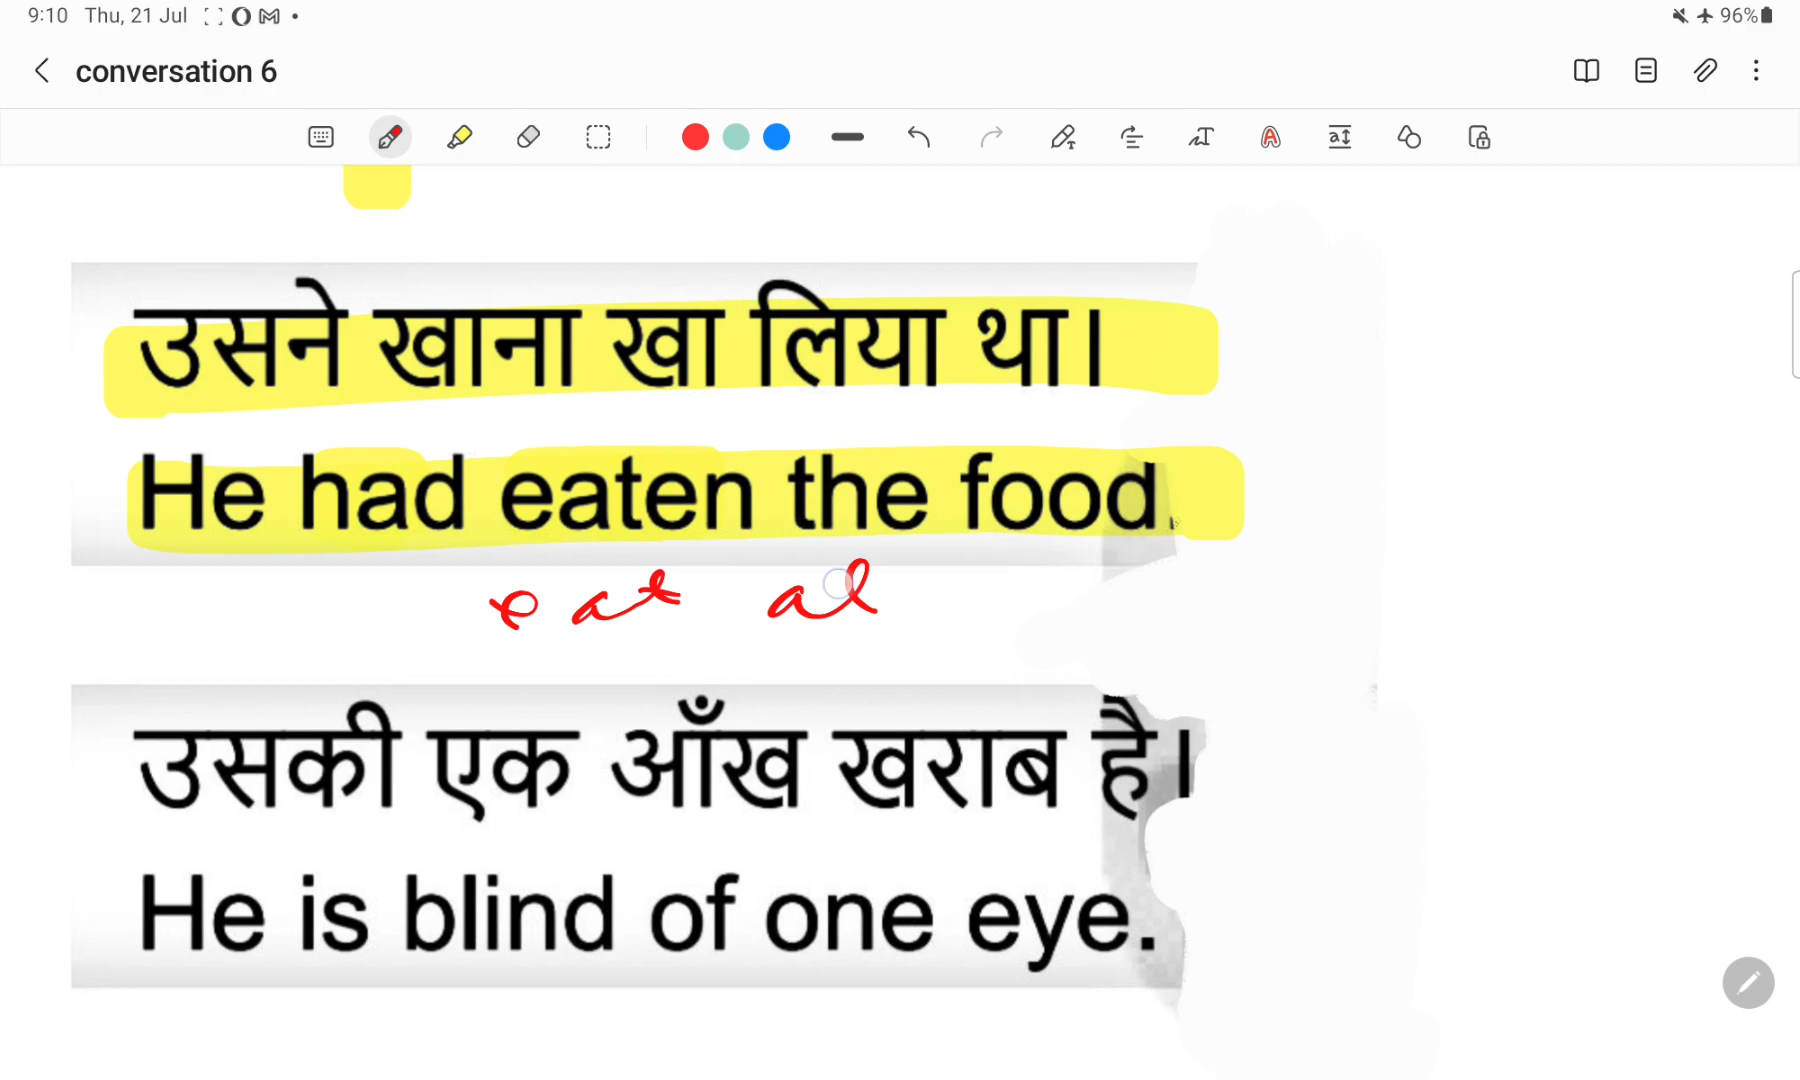 9:10 Thu, 21 Jul 96%
conversation 6
उसने खाना खा लिया था।
He had eaten the food.
eat
उसकी एक आँख खराब है।
He is blind of one eye.